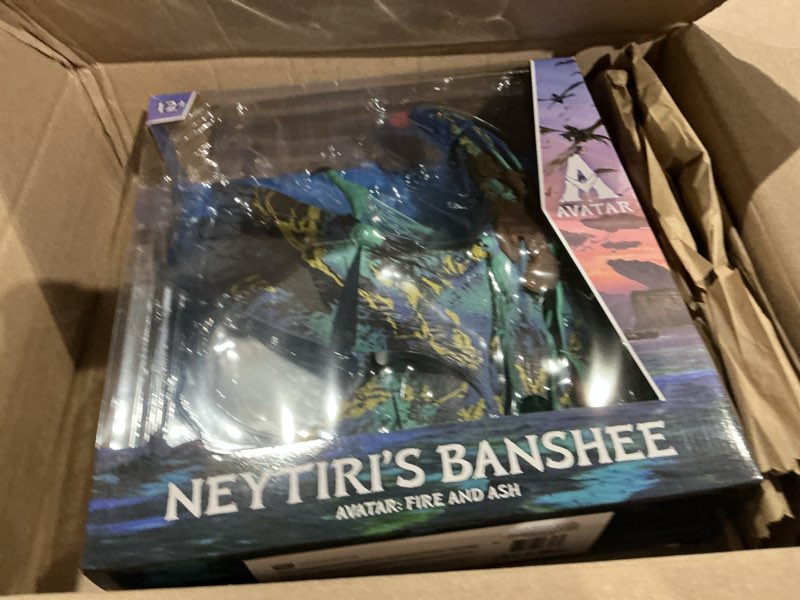 12+
A
AVATAR
NEYTIRI'S BANSHEE
AVATAR: FIRE AND ASH